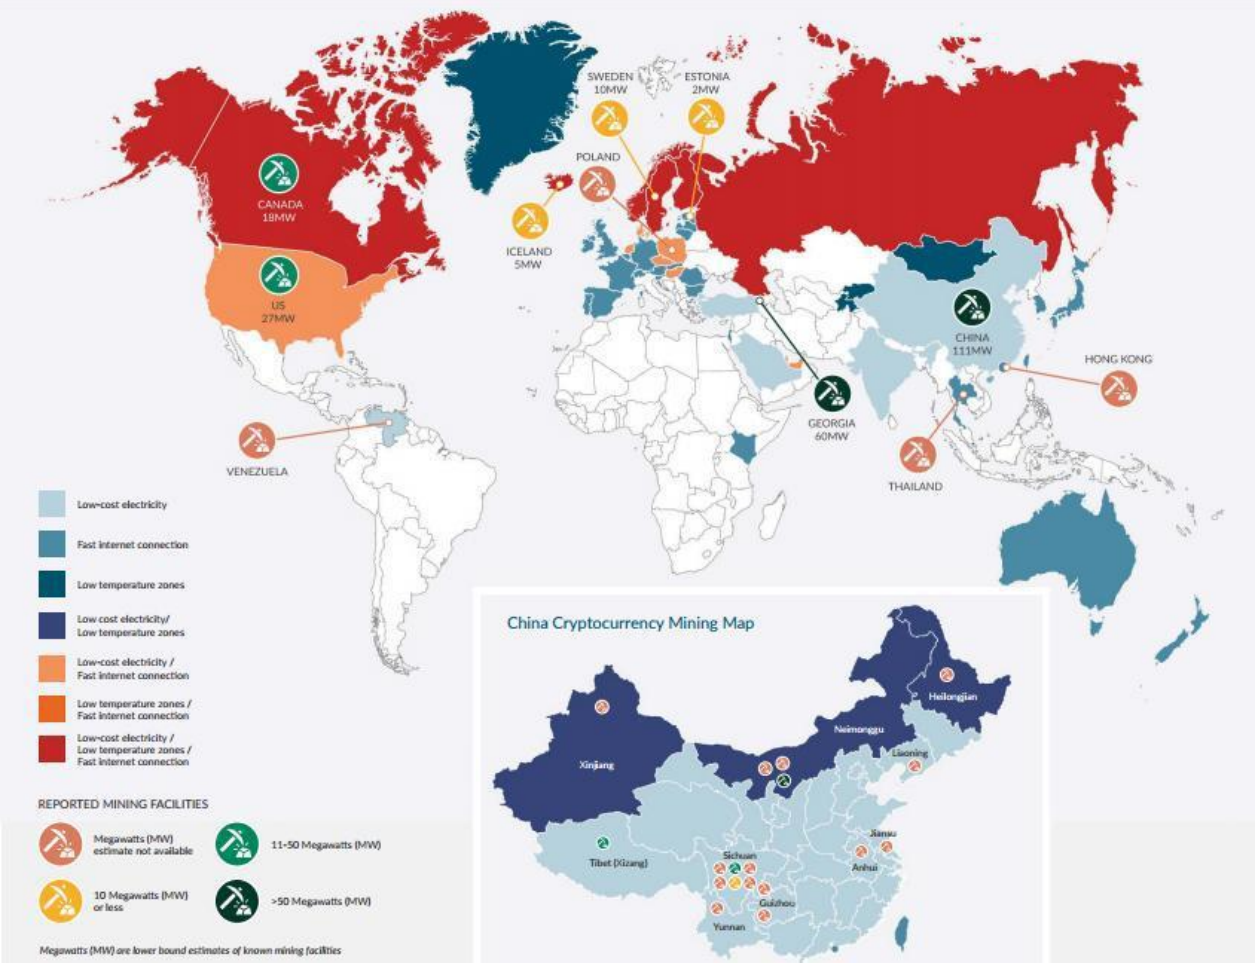 SWEDEN
10MW
ESTONIA
2MW
POLAND
CANADA
18MW
ICELAND
5MW
US
27MW
CHINA
111MW
HONG KONG
GEORGIA
60MW
VENEZUELA
THAILAND
Low-cost electricity
Fast internet connection
Low temperature zones
Low cost electricity/
Low temperature zones
Low-cost electricity /
Fast internet connection
Low temperature zones /
Fast internet connection
Low-cost electricity /
Low temperature zones /
Fast internet connection
REPORTED MINING FACILITIES
Megawatts (MW)
estimate not available
11-50 Megawatts (MW)
10 Megawatts (MW)
or less
>50 Megawatts (MW)
Megawatts (MW) are lower bound estimates of known mining facilities
China Cryptocurrency Mining Map
Heilongjian
Neimonggu
Liaoning
Xinjiang
Jiansu
Anhui
Tibet (Xizang)
Sichuan
Guizhou
Yunnan